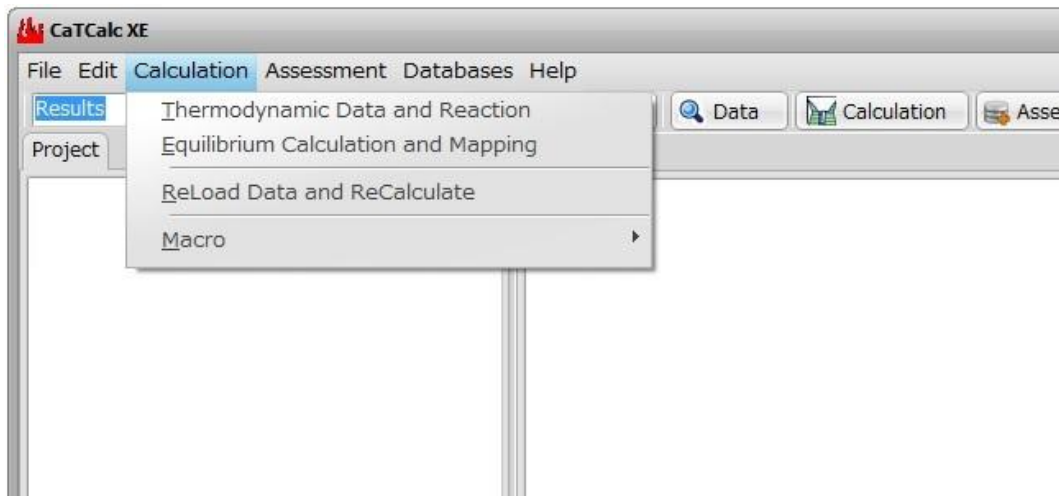 CaTCalc XE
File Edit Calculation Assessment Databases Help
Results
Data
Calculation
Project
Thermodynamic Data and Reaction
Equilibrium Calculation and Mapping
ReLoad Data and ReCalculate
Macro